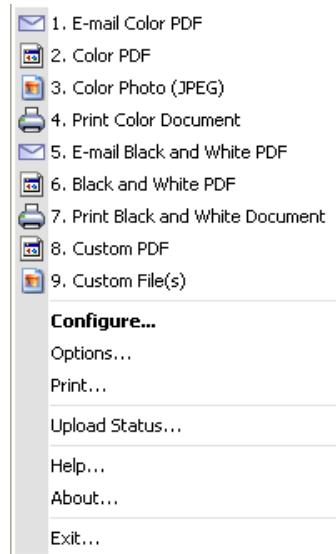 1. E-mail Color PDF
2. Color PDF
3. Color Photo (JPEG)
4. Print Color Document
5. E-mail Black and White PDF
6. Black and White PDF
7. Print Black and White Document
8. Custom PDF
9. Custom File(s)
Configure...
Options...
Print...
Upload Status...
Help...
About...
Exit...